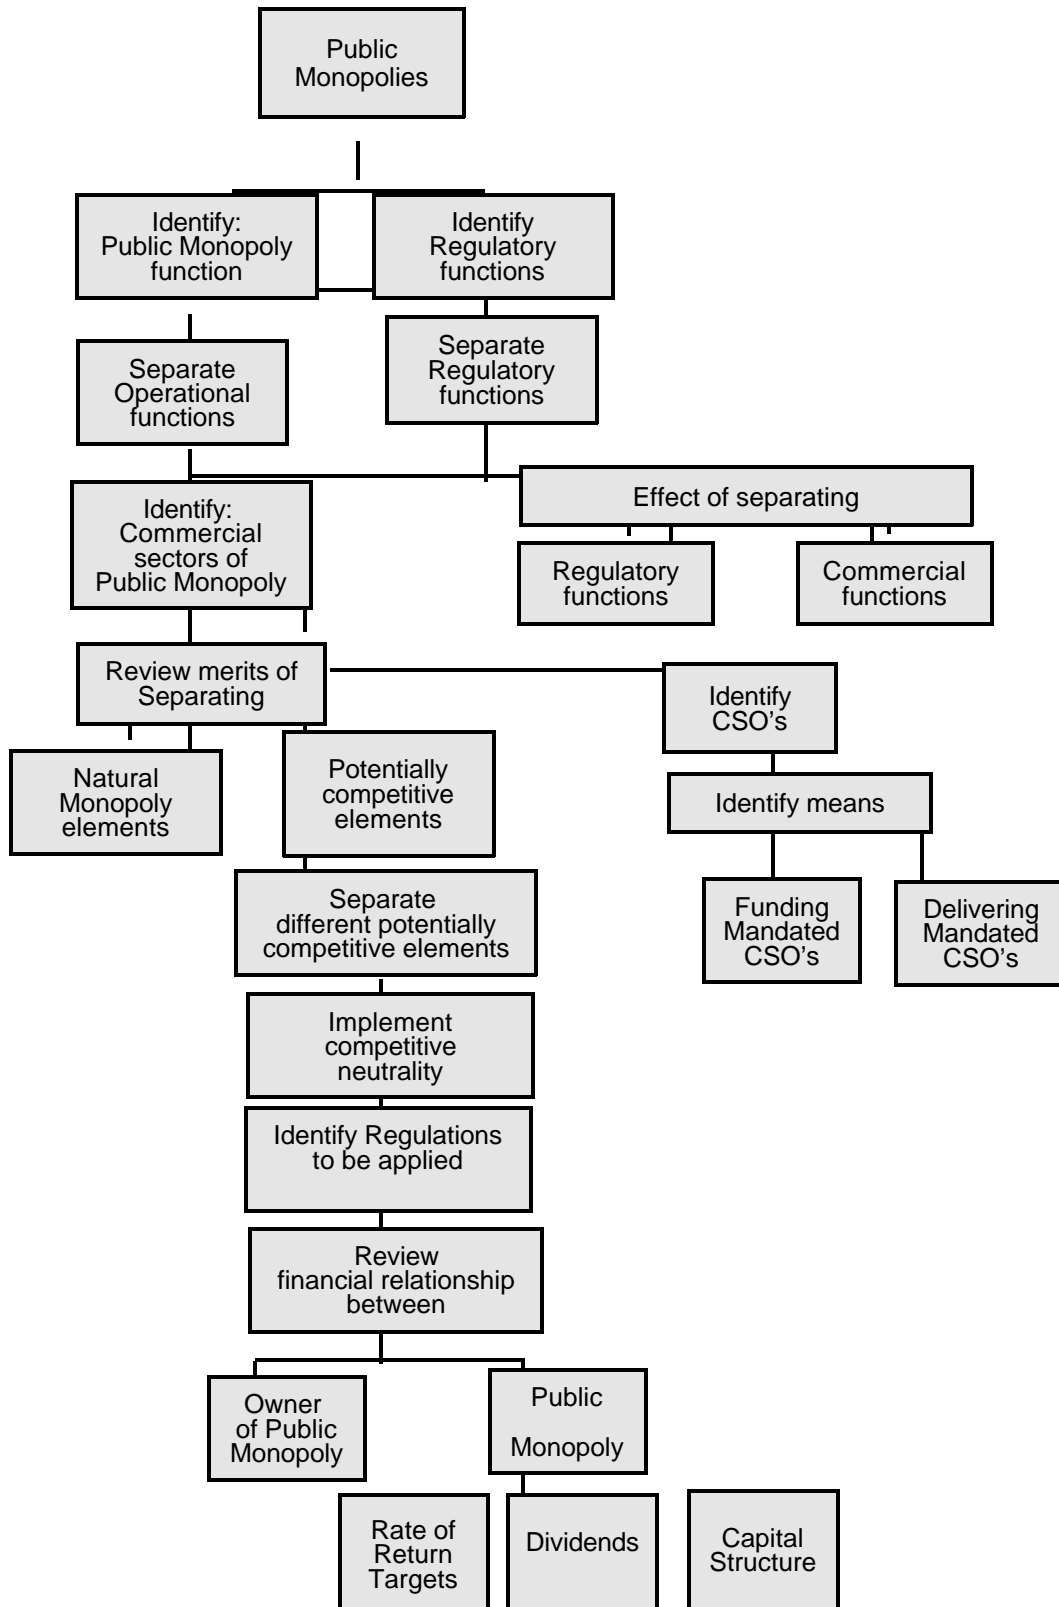 Public
Monopolies
Identify:
Public Monopoly
function
Identify
Regulatory
functions
Separate
Operational
functions
Separate
Regulatory
functions
Identify:
Commercial
sectors of
Public Monopoly
Effect of separating
Regulatory
functions
Commercial
functions
Review merits of
Separating
Identify
CSO's
Natural
Monopoly
elements
Potentially
competitive
elements
Identify means
Funding
Mandated
CSO's
Delivering
Mandated
CSO's
Separate
different potentially
competitive elements
Implement
competitive
neutrality
Identify Regulations
to be applied
Review
financial relationship
between
Owner
of Public
Monopoly
Public
Monopoly
Rate of
Return
Targets
Dividends
Capital
Structure